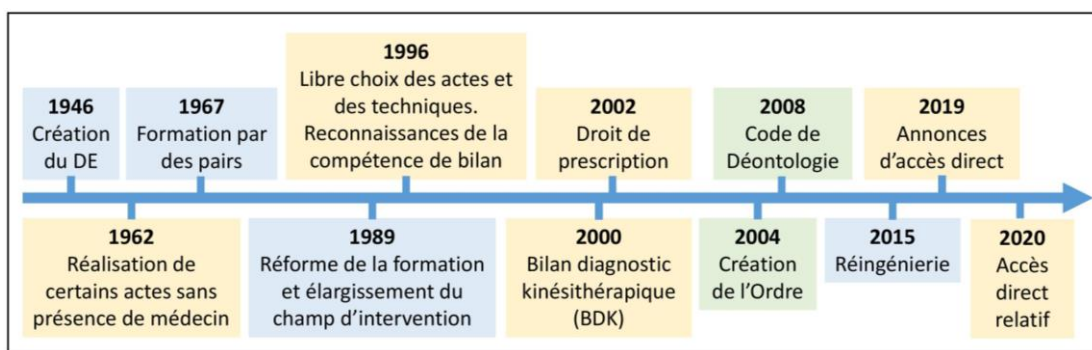 1946
Création
du DE
1967
Formation par
des pairs
1996
Libre choix des actes et
des techniques.
Reconnaissances de la
compétence de bilan
2002
Droit de
prescription
2008
Code de
Déontologie
2019
Annonces
d’accès direct
1962
Réalisation de
certains actes sans
présence de médecin
1989
Réforme de la formation
et élargissement du
champ d’intervention
2000
Bilan diagnostic
kinésithérapique
(BDK)
2004
Création
de l’Ordre
2015
Réingénierie
2020
Accès
direct
relatif